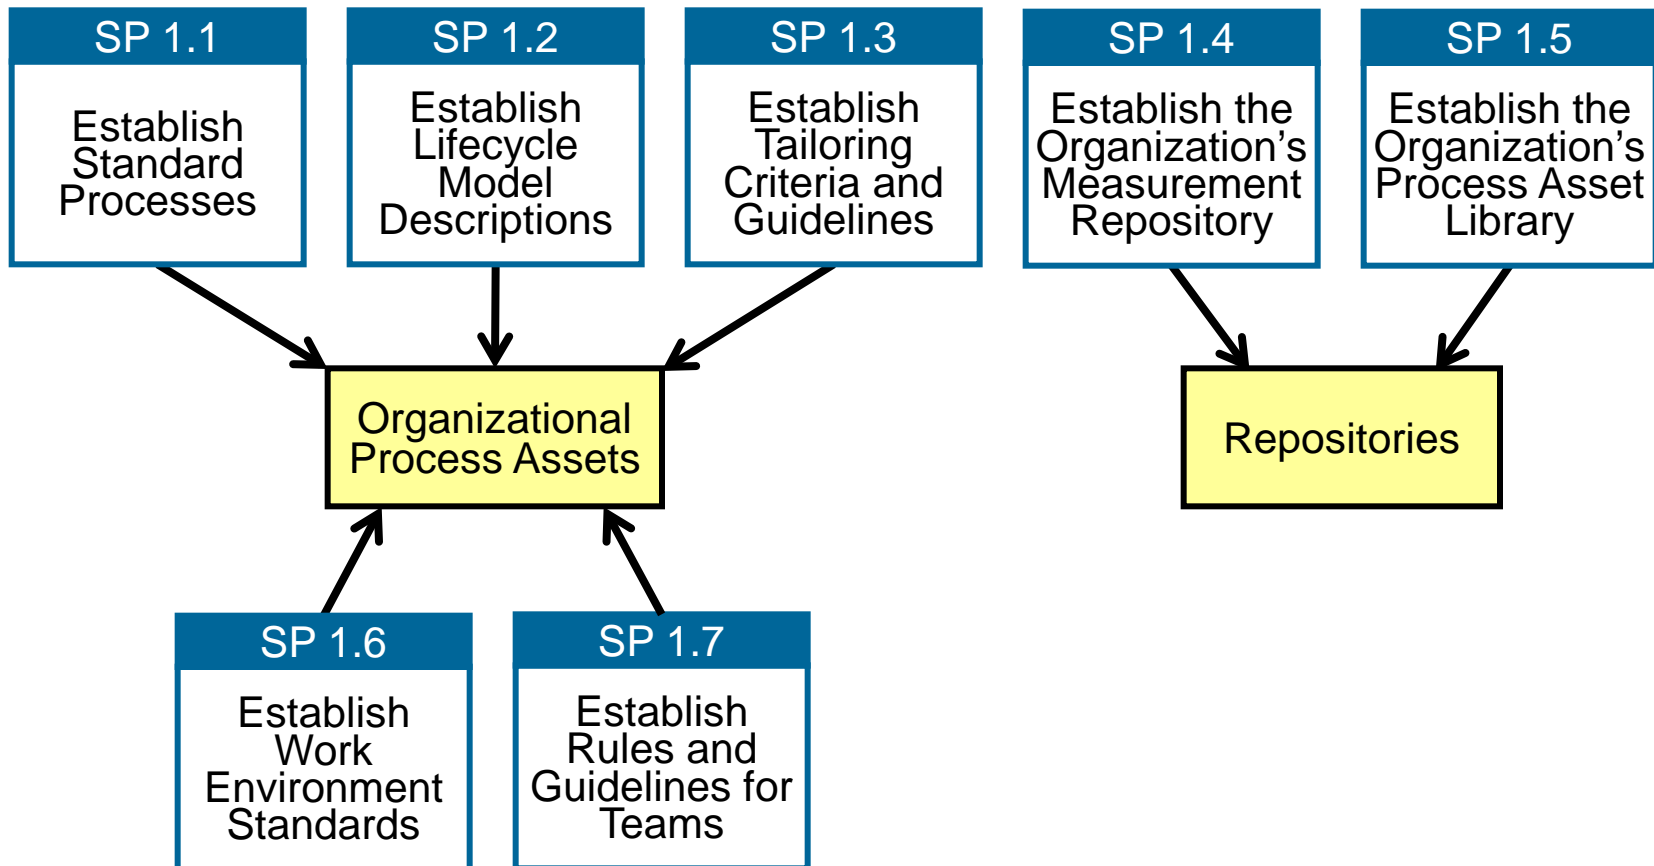 SP 1.1
Establish
Standard
Processes
SP 1.2
Establish
Lifecycle
Model
Descriptions
SP 1.3
Establish
Tailoring
Criteria and
Guidelines
SP 1.4
Establish the
Organization’s
Measurement
Repository
SP 1.5
Establish the
Organization’s
Process Asset
Library
Organizational
Process Assets
Repositories
SP 1.6
Establish
Work
Environment
Standards
SP 1.7
Establish
Rules and
Guidelines for
Teams